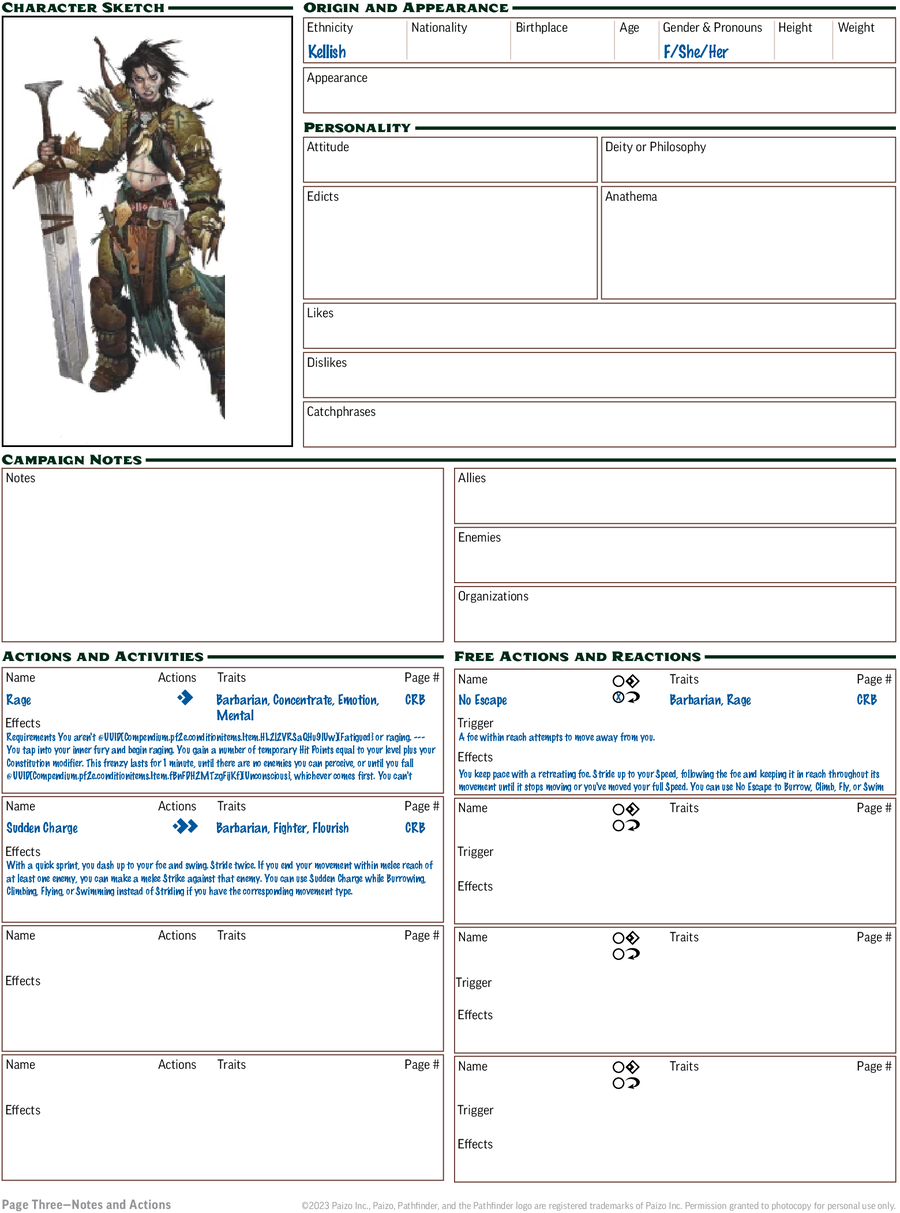 CHARACTER SKETCH
ORIGIN AND APPEARANCE
Ethnicity Nationality Birthplace Age Gender & Pronouns Height Weight
Kellish F/She/Her
Appearance
PERSONALITY
Attitude Deity or Philosophy
Edicts Anathema
Likes
Dislikes
Catchphrases
CAMPAIGN NOTES
Notes
Allies
Enemies
Organizations
ACTIONS AND ACTIVITIES
Name Actions Traits Page #
Rage Barbarian, Concentrate, Emotion, CRB
Mental
Effects
Requirements You aren't @UUID[Compendium.pf2e.conditionitems.Item.HL2l2VRSaQHu9lUw]{Fatigued} or raging. ---
You tap into your inner fury and begin raging. You gain a number of temporary Hit Points equal to your level plus your
Constitution modifier. This frenzy lasts for 1 minute, until there are no enemies you can perceive, or until you fall
@UUID[Compendium.pf2e.conditionitems.Item.fBnFDH2MTzgFijKf]{Unconscious}, whichever comes first. You can't
Name Actions Traits Page #
Sudden Charge Barbarian, Fighter, Flourish CRB
Effects
With a quick sprint, you dash up to your foe and swing. Stride twice. If you end your movement within melee reach of
at least one enemy, you can make a melee Strike against that enemy. You can use Sudden Charge while Burrowing,
Climbing, Flying, or Swimming instead of Striding if you have the corresponding movement type.
Name Actions Traits Page #
Effects
Name Actions Traits Page #
Effects
FREE ACTIONS AND REACTIONS
Name Traits Page #
No Escape X Barbarian, Rage CRB
Trigger
A foe within reach attempts to move away from you.
Effects
You keep pace with a retreating foe. Stride up to your Speed, following the foe and keeping it in reach throughout its
movement until it stops moving or you've moved your full Speed. You can use No Escape to Burrow, Climb, Fly, or Swim
Name Traits Page #
Trigger
Effects
Name Traits Page #
Trigger
Effects
Name Traits Page #
Trigger
Effects
Page Three—Notes and Actions
©2023 Paizo Inc., Paizo, Pathfinder, and the Pathfinder logo are registered trademarks of Paizo Inc. Permission granted to photocopy for personal use only.